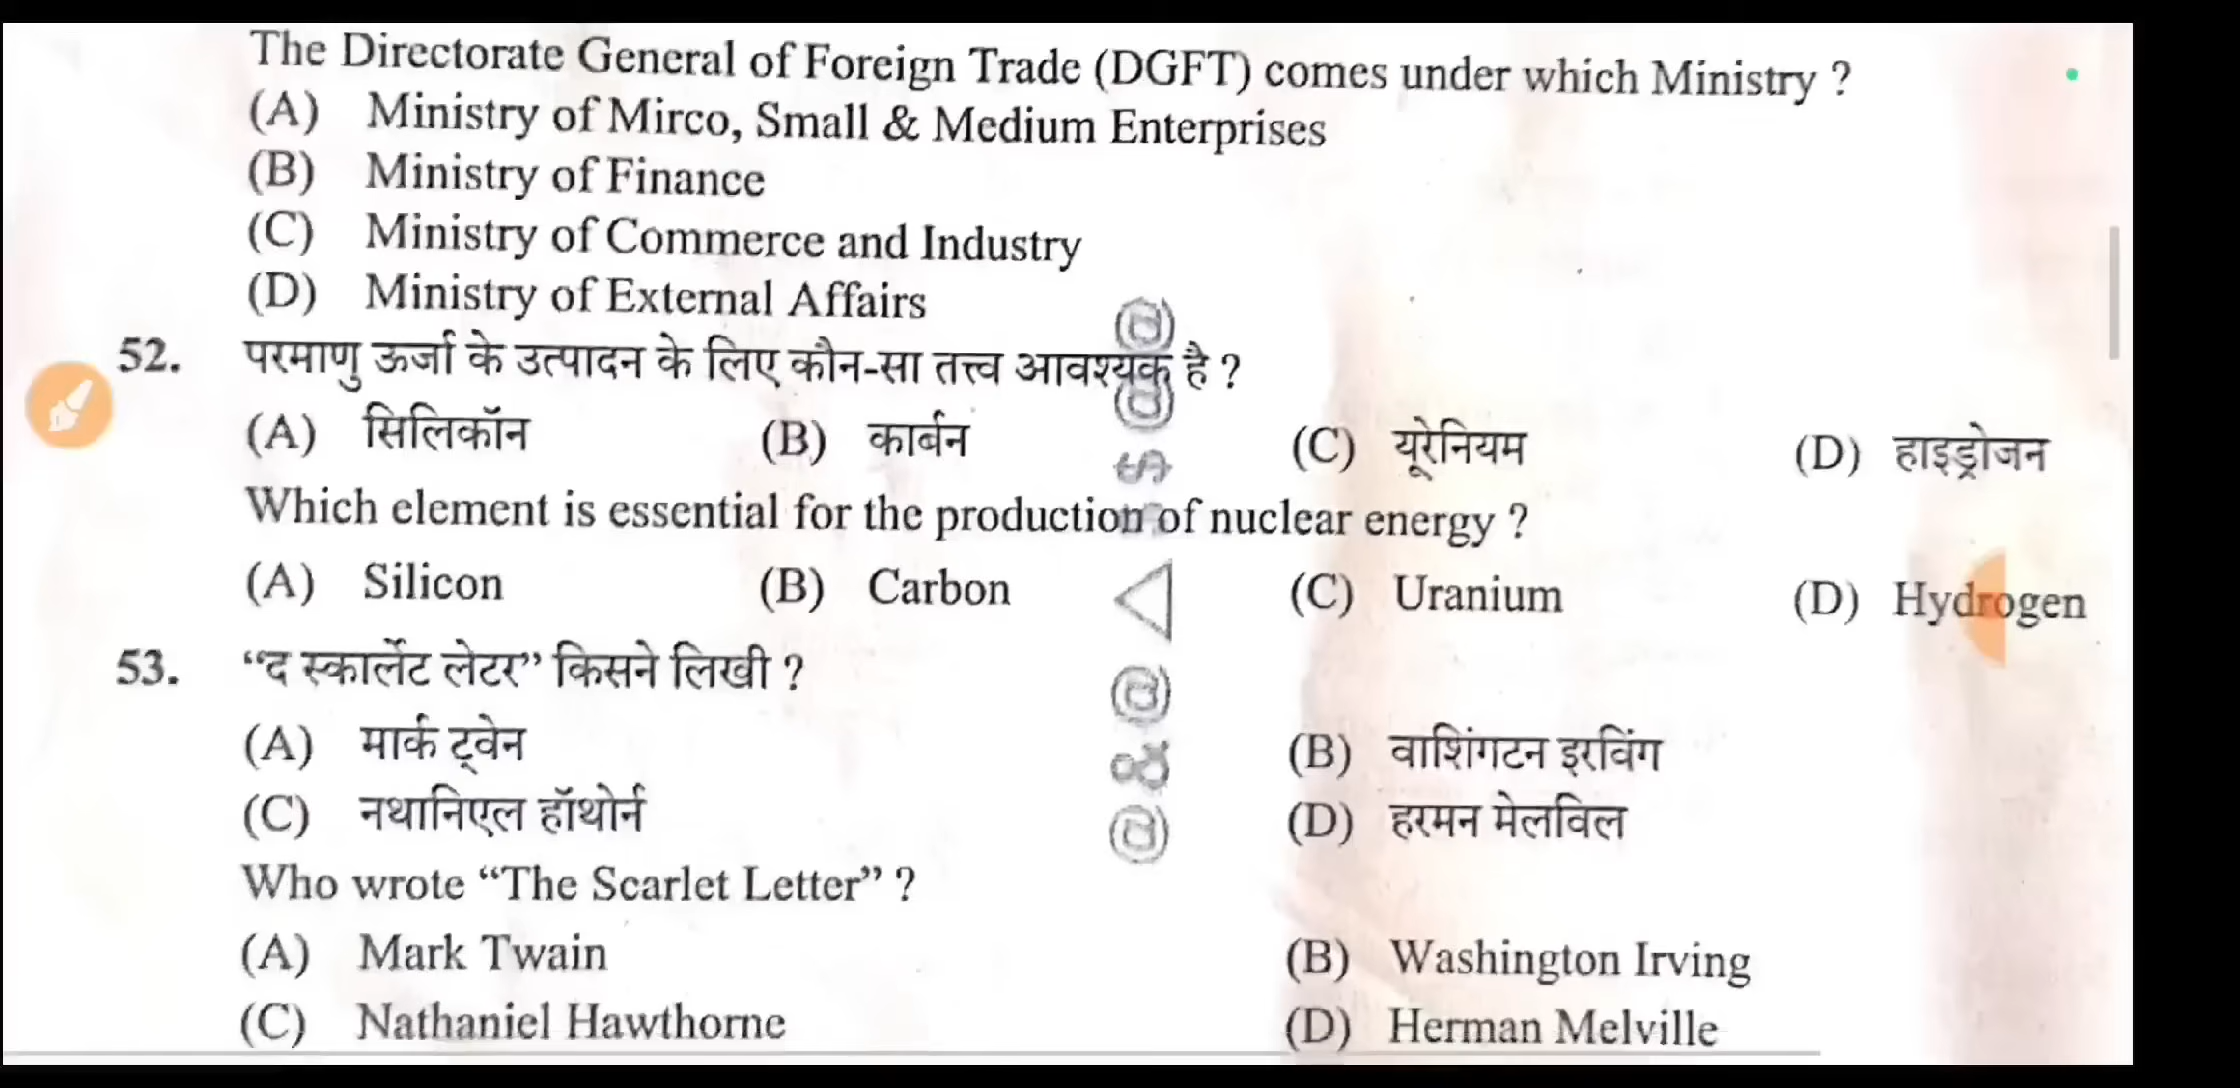 The Directorate General of Foreign Trade (DGFT) comes under which Ministry ?
(A) Ministry of Mirco, Small & Medium Enterprises
(B) Ministry of Finance
(C) Ministry of Commerce and Industry
(D) Ministry of External Affairs
52. परमाणु ऊर्जा के उत्पादन के लिए कौन-सा तत्त्व आवश्यक है ?
(A) सिलिकॉन (B) कार्बन (C) यूरेनियम (D) हाइड्रोजन
Which element is essential for the production of nuclear energy ?
(A) Silicon (B) Carbon (C) Uranium (D) Hydrogen
53. “द स्कार्लेट लेटर” किसने लिखी ?
(A) मार्क ट्वेन (B) वाशिंगटन इरविंग
(C) नथानिएल हॉथोर्न (D) हरमन मेलविल
Who wrote “The Scarlet Letter” ?
(A) Mark Twain (B) Washington Irving
(C) Nathaniel Hawthorne (D) Herman Melville